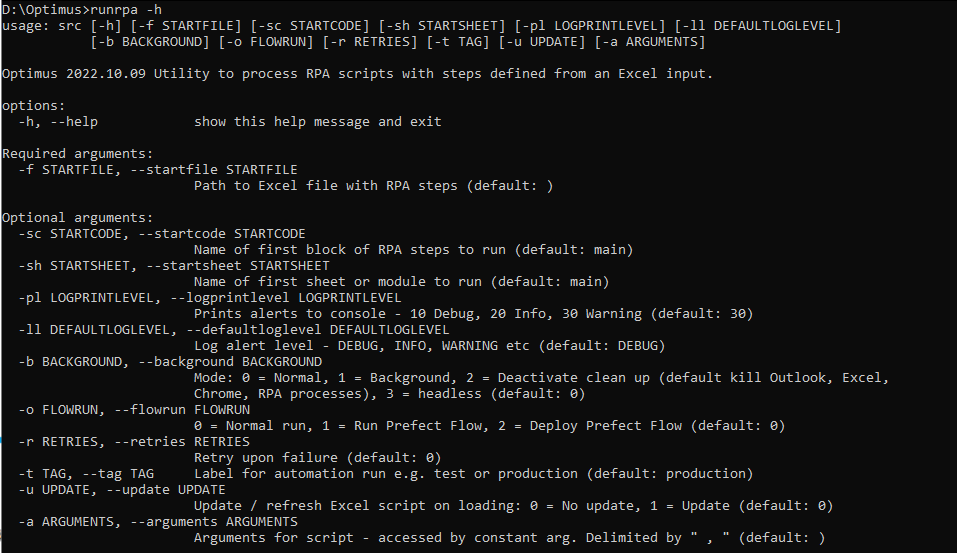 D:\Optimus>runrpa -h
usage: src [-h] [-f STARTFILE] [-sc STARTCODE] [-sh STARTSHEET] [-pl LOGPRINTLEVEL] [-ll DEFAULTLOGLEVEL]
           [-b BACKGROUND] [-o FLOWRUN] [-r RETRIES] [-t TAG] [-u UPDATE] [-a ARGUMENTS]

Optimus 2022.10.09 Utility to process RPA scripts with steps defined from an Excel input.

options:
  -h, --help            show this help message and exit

Required arguments:
  -f STARTFILE, --startfile STARTFILE
                        Path to Excel file with RPA steps (default: )

Optional arguments:
  -sc STARTCODE, --startcode STARTCODE
                        Name of first block of RPA steps to run (default: main)
  -sh STARTSHEET, --startsheet STARTSHEET
                        Name of first sheet or module to run (default: main)
  -pl LOGPRINTLEVEL, --logprintlevel LOGPRINTLEVEL
                        Prints alerts to console - 10 Debug, 20 Info, 30 Warning (default: 30)
  -ll DEFAULTLOGLEVEL, --defaultloglevel DEFAULTLOGLEVEL
                        Log alert level - DEBUG, INFO, WARNING etc (default: DEBUG)
  -b BACKGROUND, --background BACKGROUND
                        Mode: 0 = Normal, 1 = Background, 2 = Deactivate clean up (default kill Outlook, Excel,
                        Chrome, RPA processes), 3 = headless (default: 0)
  -o FLOWRUN, --flowrun FLOWRUN
                        0 = Normal run, 1 = Run Prefect Flow, 2 = Deploy Prefect Flow (default: 0)
  -r RETRIES, --retries RETRIES
                        Retry upon failure (default: 0)
  -t TAG, --tag TAG     Label for automation run e.g. test or production (default: production)
  -u UPDATE, --update UPDATE
                        Update / refresh Excel script on loading: 0 = No update, 1 = Update (default: 0)
  -a ARGUMENTS, --arguments ARGUMENTS
                        Arguments for script - accessed by constant arg. Delimited by " , " (default: )